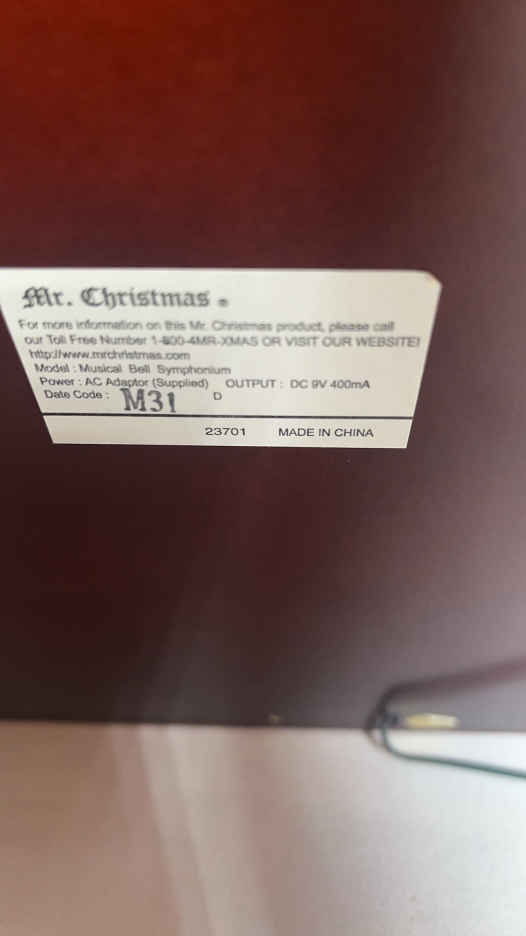 Mr. Christmas ®
For more information on this Mr. Christmas product, please call
our Toll Free Number 1-800-4MR-XMAS OR VISIT OUR WEBSITE!
http://www.mrchristmas.com
Model : Musical Bell Symphonium
Power : AC Adaptor (Supplied) OUTPUT : DC 9V 400mA
Date Code : M31 D
23701 MADE IN CHINA